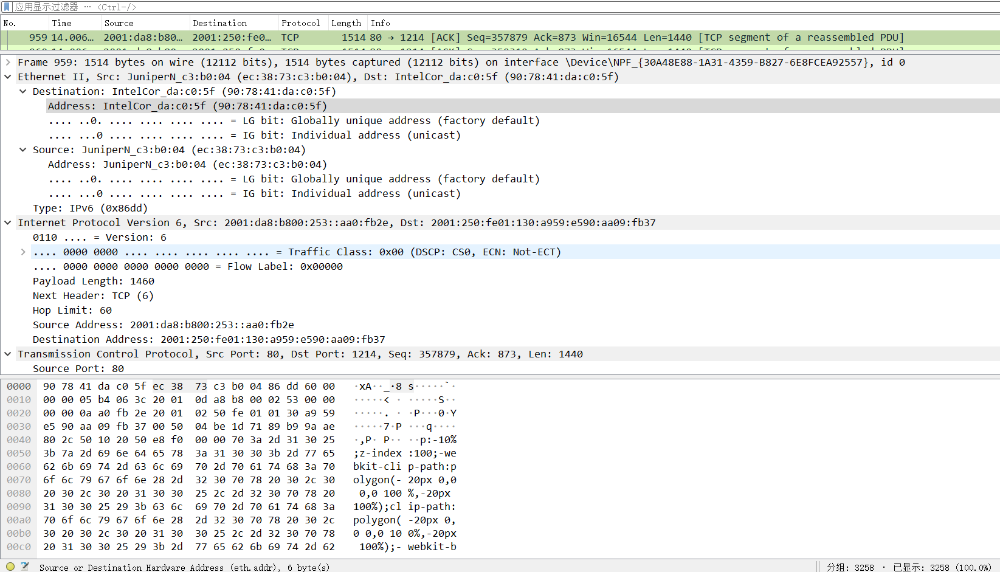 应用显示过滤器 … <Ctrl-/>
No. Time Source Destination Protocol Length Info
959 14.006… 2001:da8:b80… 2001:250:fe0… TCP 1514 80 → 1214 [ACK] Seq=357879 Ack=873 Win=16544 Len=1440 [TCP segment of a reassembled PDU]
Frame 959: 1514 bytes on wire (12112 bits), 1514 bytes captured (12112 bits) on interface \Device\NPF_{30A48E88-1A31-4359-B827-6E8FCEA92557}, id 0
Ethernet II, Src: JuniperN_c3:b0:04 (ec:38:73:c3:b0:04), Dst: IntelCor_da:c0:5f (90:78:41:da:c0:5f)
Destination: IntelCor_da:c0:5f (90:78:41:da:c0:5f)
Address: IntelCor_da:c0:5f (90:78:41:da:c0:5f)
.... ..0. .... .... .... .... = LG bit: Globally unique address (factory default)
.... ...0 .... .... .... .... = IG bit: Individual address (unicast)
Source: JuniperN_c3:b0:04 (ec:38:73:c3:b0:04)
Address: JuniperN_c3:b0:04 (ec:38:73:c3:b0:04)
.... ..0. .... .... .... .... = LG bit: Globally unique address (factory default)
.... ...0 .... .... .... .... = IG bit: Individual address (unicast)
Type: IPv6 (0x86dd)
Internet Protocol Version 6, Src: 2001:da8:b800:253::aa0:fb2e, Dst: 2001:250:fe01:130:a959:e590:aa09:fb37
0110 .... = Version: 6
.... 0000 0000 .... .... .... .... .... = Traffic Class: 0x00 (DSCP: CS0, ECN: Not-ECT)
.... 0000 0000 0000 0000 0000 = Flow Label: 0x00000
Payload Length: 1460
Next Header: TCP (6)
Hop Limit: 60
Source Address: 2001:da8:b800:253::aa0:fb2e
Destination Address: 2001:250:fe01:130:a959:e590:aa09:fb37
Transmission Control Protocol, Src Port: 80, Dst Port: 1214, Seq: 357879, Ack: 873, Len: 1440
Source Port: 80
0000 90 78 41 da c0 5f ec 38 73 c3 b0 04 86 dd 60 00 ·xA··_·8 s·····`·
0010 00 00 05 b4 06 3c 20 01 0d a8 b8 00 02 53 00 00 ·····< · ·····S··
0020 00 00 0a a0 fb 2e 20 01 02 50 fe 01 01 30 a9 59 ·····. · ·P···0·Y
0030 e5 90 aa 09 fb 37 00 50 04 be 1d 71 89 b9 9a ae ·····7·P ···q····
0040 80 2c 50 10 20 50 e8 f0 00 00 70 3a 2d 31 30 25 ·,P· P·· ··p:-10%
0050 3b 7a 2d 69 6e 64 65 78 3a 31 30 30 3b 2d 77 65 ;z-index :100;-we
0060 62 6b 69 74 2d 63 6c 69 70 2d 70 61 74 68 3a 70 bkit-cli p-path:p
0070 6f 6c 79 67 6f 6e 28 2d 32 30 70 78 20 30 2c 30 olygon(- 20px 0,0
0080 20 30 2c 30 20 31 30 30 25 2c 2d 32 30 70 78 20 0,0 100 %,-20px
0090 31 30 30 25 29 3b 63 6c 69 70 2d 70 61 74 68 3a 100%);cl ip-path:
00a0 70 6f 6c 79 67 6f 6e 28 2d 32 30 70 78 20 30 2c polygon( -20px 0,
00b0 30 20 30 2c 30 20 31 30 30 25 2c 2d 32 30 70 78 0 0,0 10 0%,-20px
00c0 20 31 30 30 25 29 3b 2d 77 65 62 6b 69 74 2d 62 100%);- webkit-b
Source or Destination Hardware Address (eth.addr), 6 byte(s) 分组: 3258 · 已显示: 3258 (100.0%)